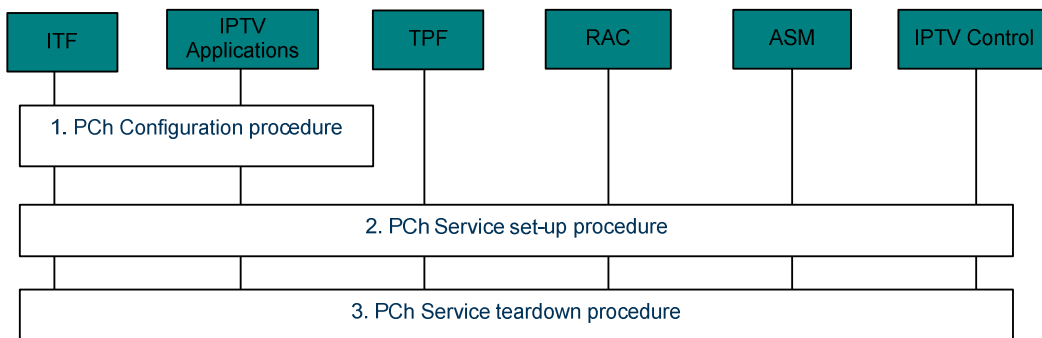 ITF
IPTV
Applications
TPF
RAC
ASM
IPTV Control
1. PCh Configuration procedure
2. PCh Service set-up procedure
3. PCh Service teardown procedure